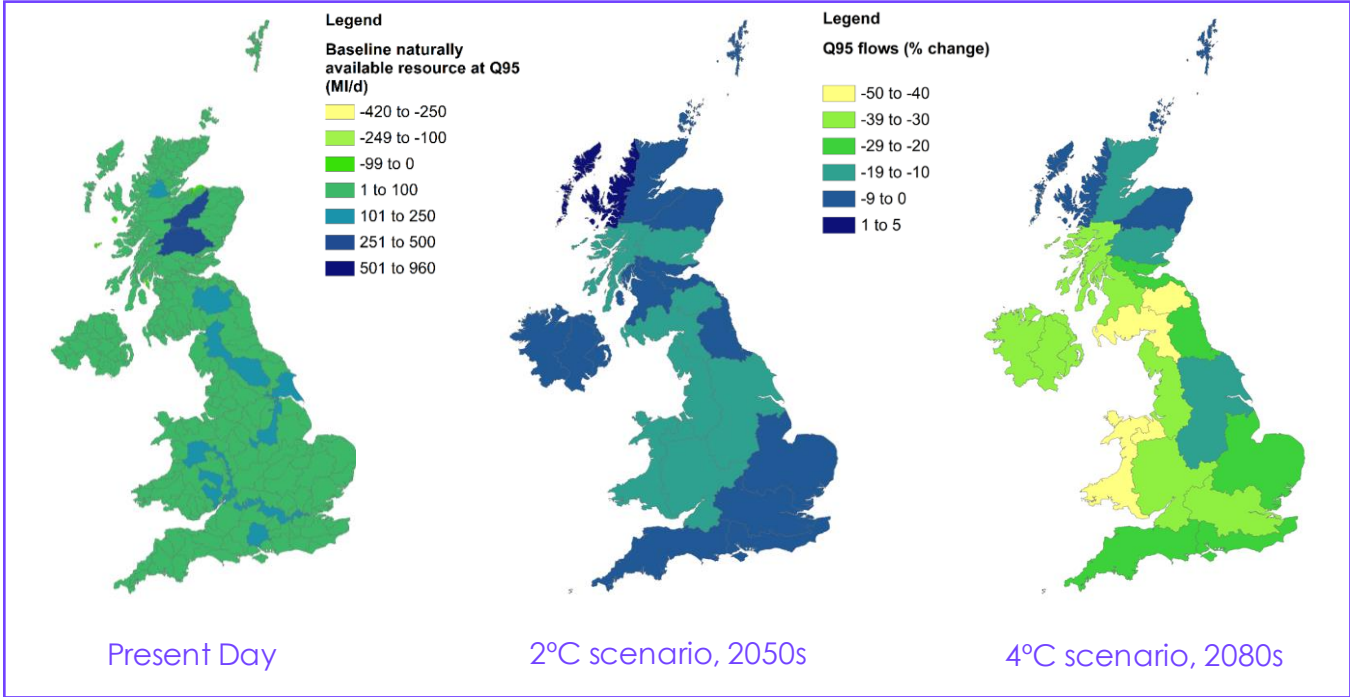 Legend
Baseline naturally
available resource at Q95
(Ml/d)
-420 to -250
-249 to -100
-99 to 0
1 to 100
101 to 250
251 to 500
501 to 960
Legend
Q95 flows (% change)
-50 to -40
-39 to -30
-29 to -20
-19 to -10
-9 to 0
1 to 5
Present Day
2°C scenario, 2050s
4°C scenario, 2080s